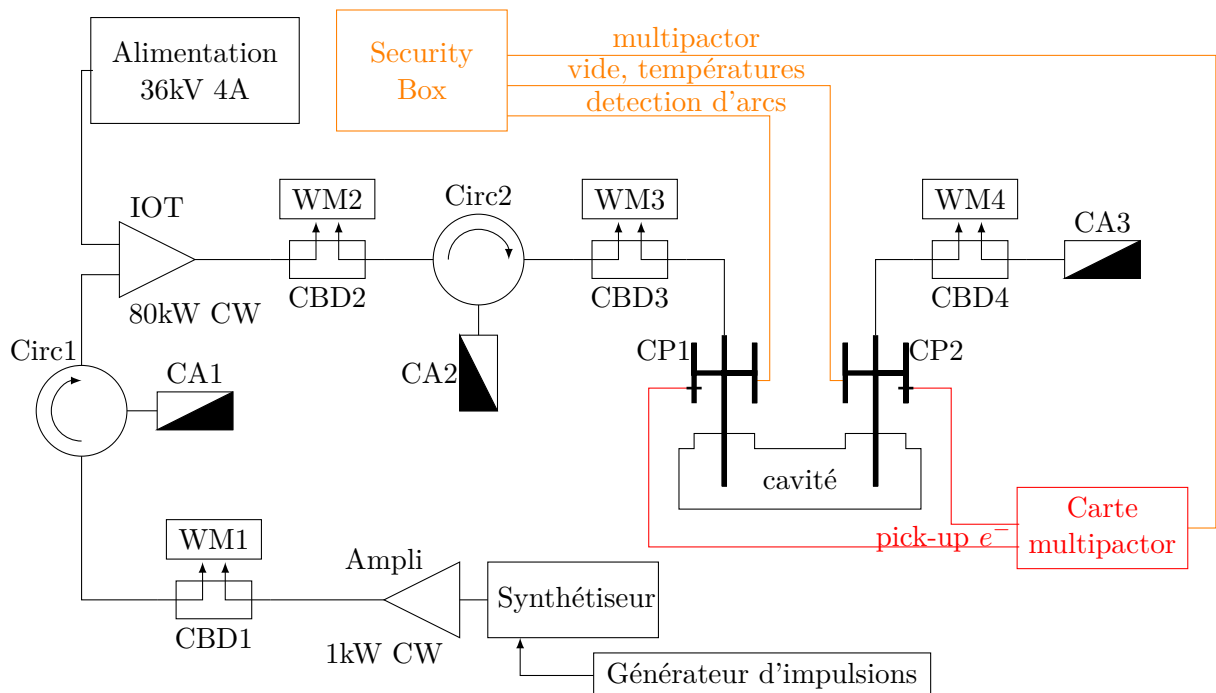 Alimentation
36kV 4A
Security
Box
multipactor
vide, températures
detection d'arcs
IOT
80kW CW
WM2
CBD2
Circ2
CA2
WM3
CBD3
WM4
CBD4
CA3
Circ1
CA1
CP1
CP2
cavité
Carte
multipactor
pick-up e⁻
WM1
CBD1
Ampli
1kW CW
Synthétiseur
Générateur d'impulsions